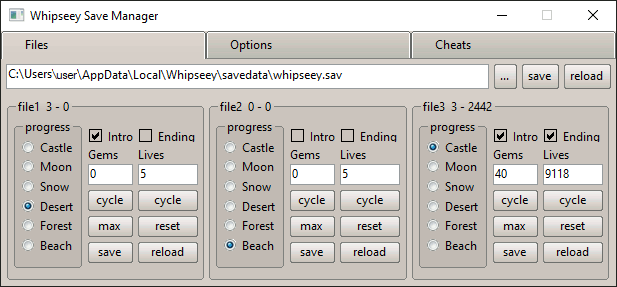 Whipseey Save Manager
Files Options Cheats
C:\Users\user\AppData\Local\Whipseey\savedata\whipseey.sav ... save reload
file1 3 - 0
progress
Castle
Moon
Snow
Desert
Forest
Beach
Intro Ending
Gems Lives
0 5
cycle cycle
max reset
save reload
file2 0 - 0
progress
Castle
Moon
Snow
Desert
Forest
Beach
Intro Ending
Gems Lives
0 5
cycle cycle
max reset
save reload
file3 3 - 2442
progress
Castle
Moon
Snow
Desert
Forest
Beach
Intro Ending
Gems Lives
40 9118
cycle cycle
max reset
save reload